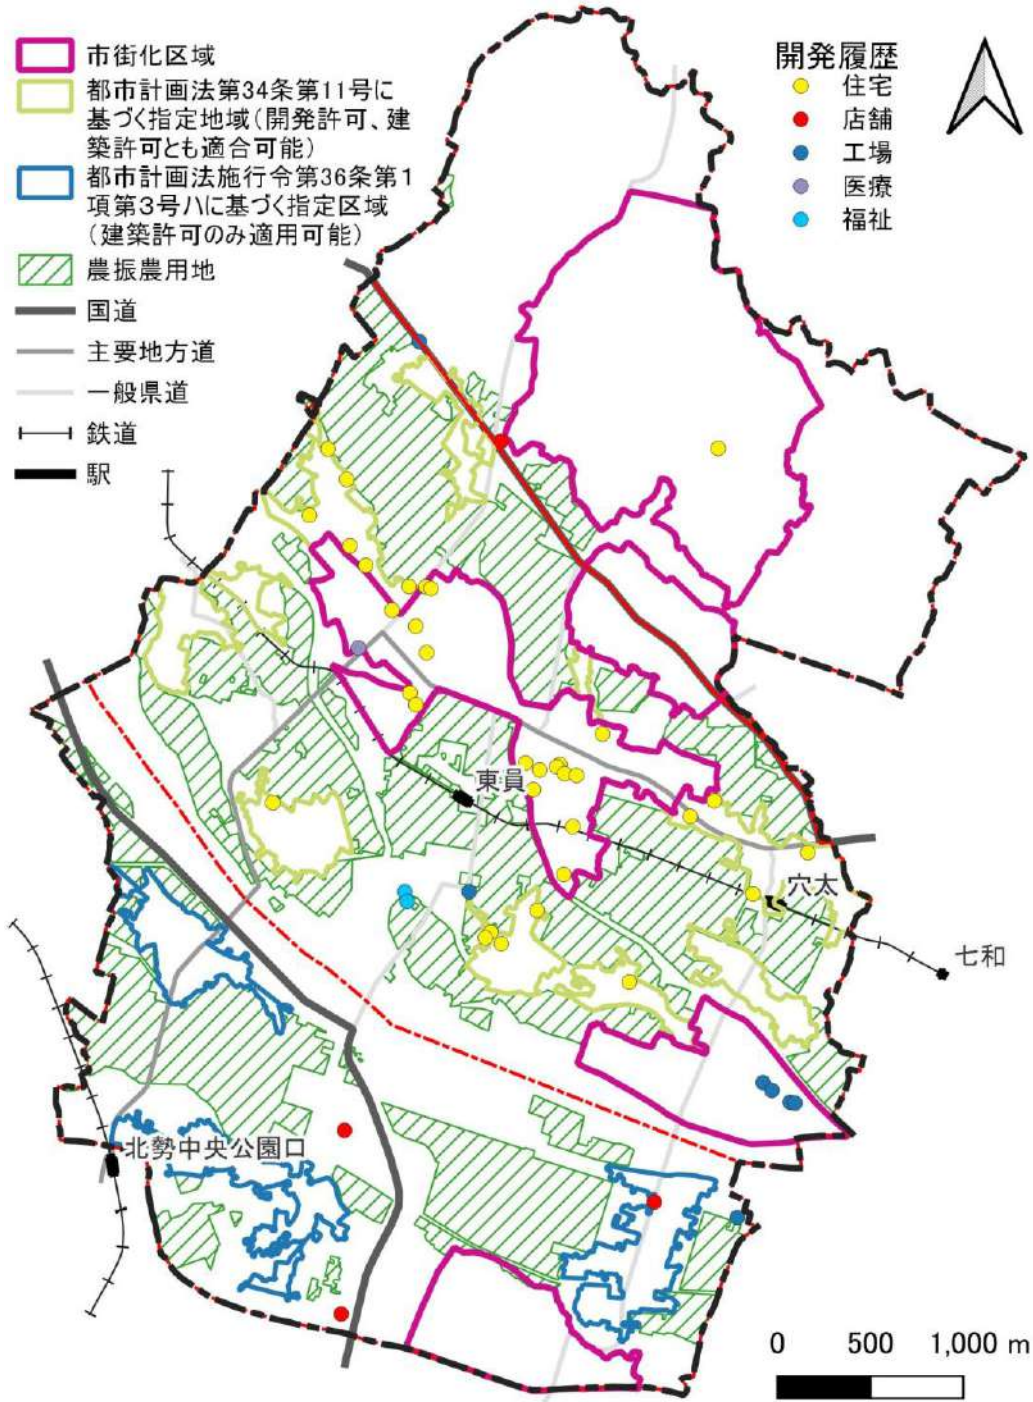 市街化区域
都市計画法第34条第11号に
基づく指定地域(開発許可、建
築許可とも適合可能)
都市計画法施行令第36条第1
項第3号ハに基づく指定区域
(建築許可のみ適用可能)
農振農用地
国道
主要地方道
一般県道
鉄道
駅
開発履歴
住宅
店舗
工場
医療
福祉
東員
穴太
七和
北勢中央公園口
0 500 1,000 m